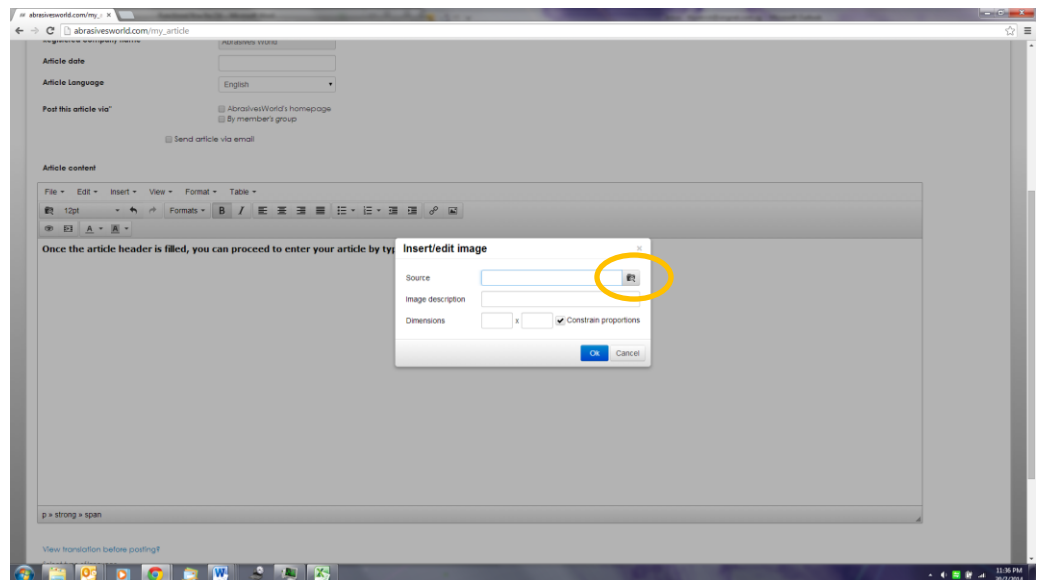 abrasivesworld.com/my_
abrasivesworld.com/my_article
Registered company name
Abrasives World
Article date
Article Language
English
Post this article via*
AbrasivesWorld's homepage
By member's group
Send article via email
Article content
File Edit Insert View Format Table
12pt Formats B I
A A
Once the article header is filled, you can proceed to enter your article by
Insert/edit image
Source
Image description
Dimensions x Constrain proportions
Ok Cancel
p » strong » span
View translation before posting?
11:36 PM